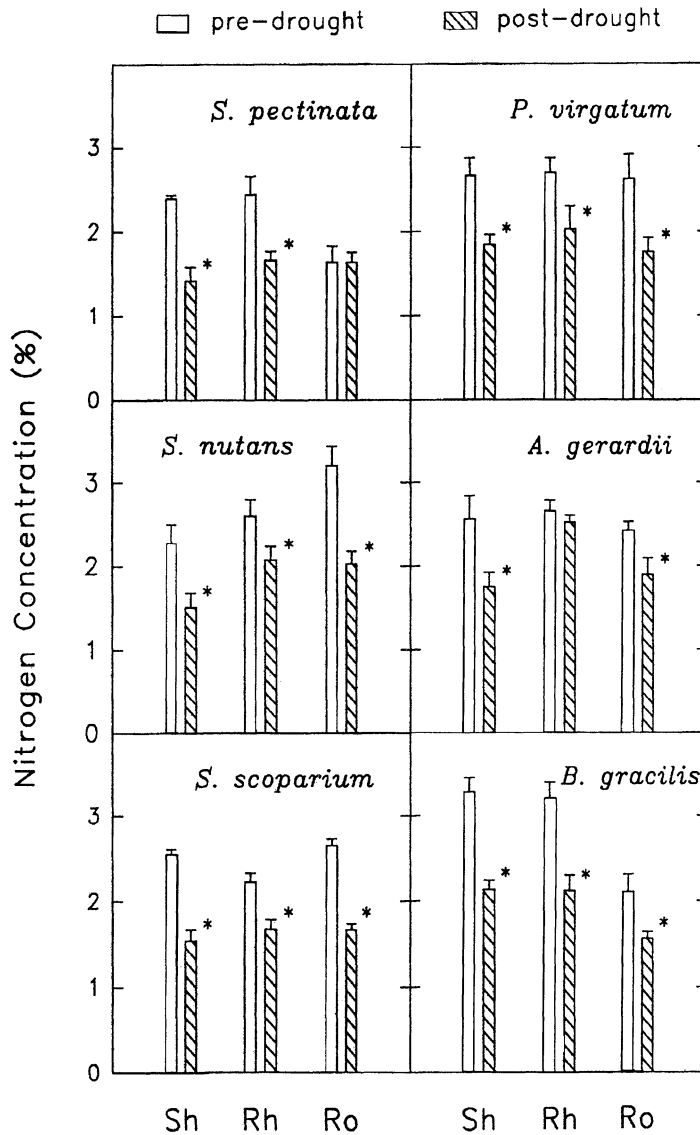 pre-drought post-drought
Nitrogen Concentration (%)
S. pectinata P. virgatum
3
* * * * *
2
1
0
S. nutans A. gerardii
3
* * * * *
2
1
0
S. scoparium B. gracilis
3
* * * * * *
2
1
0
Sh Rh Ro Sh Rh Ro